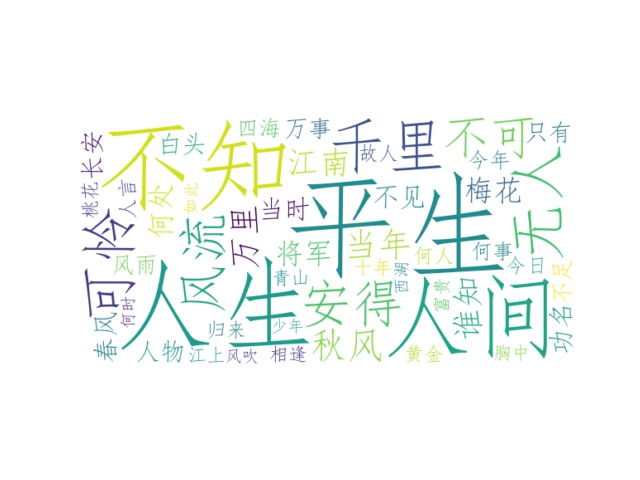 不知
平生
人生
人间
可怜
千里
不可
无人
安得
风流
万里
当年
秋风
江南
将军
梅花
谁知
长安
白头
四海
万事
故人
今年
只有
桃花
人言
何处
如此
当时
不见
风雨
何时
春风
人物
江上
风吹
归来
少年
相逢
青山
十年
西湖
何人
富贵
何事
今日
不足
功名
黄金
胸中